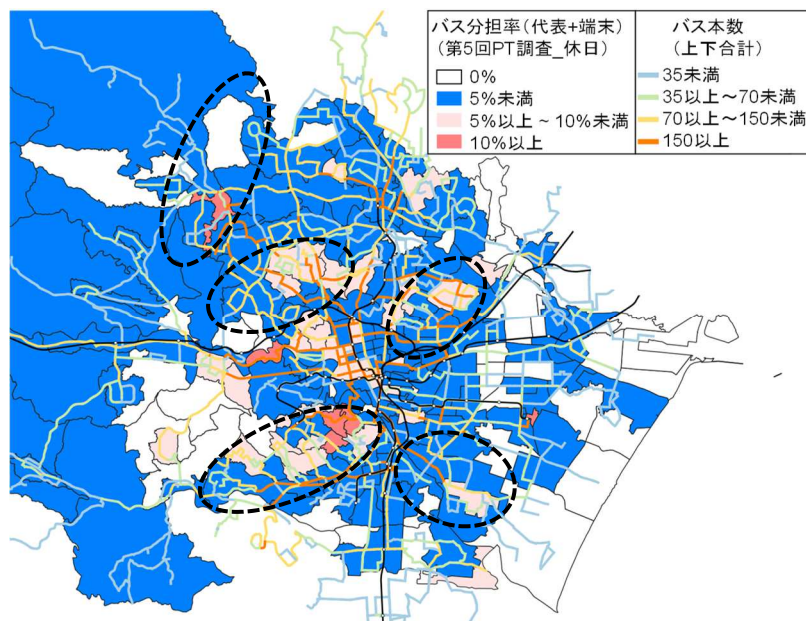 バス分担率(代表+端末)
(第5回PT調査_休日)
0%
5%未満
5%以上~10%未満
10%以上
バス本数
(上下合計)
35未満
35以上~70未満
70以上~150未満
150以上